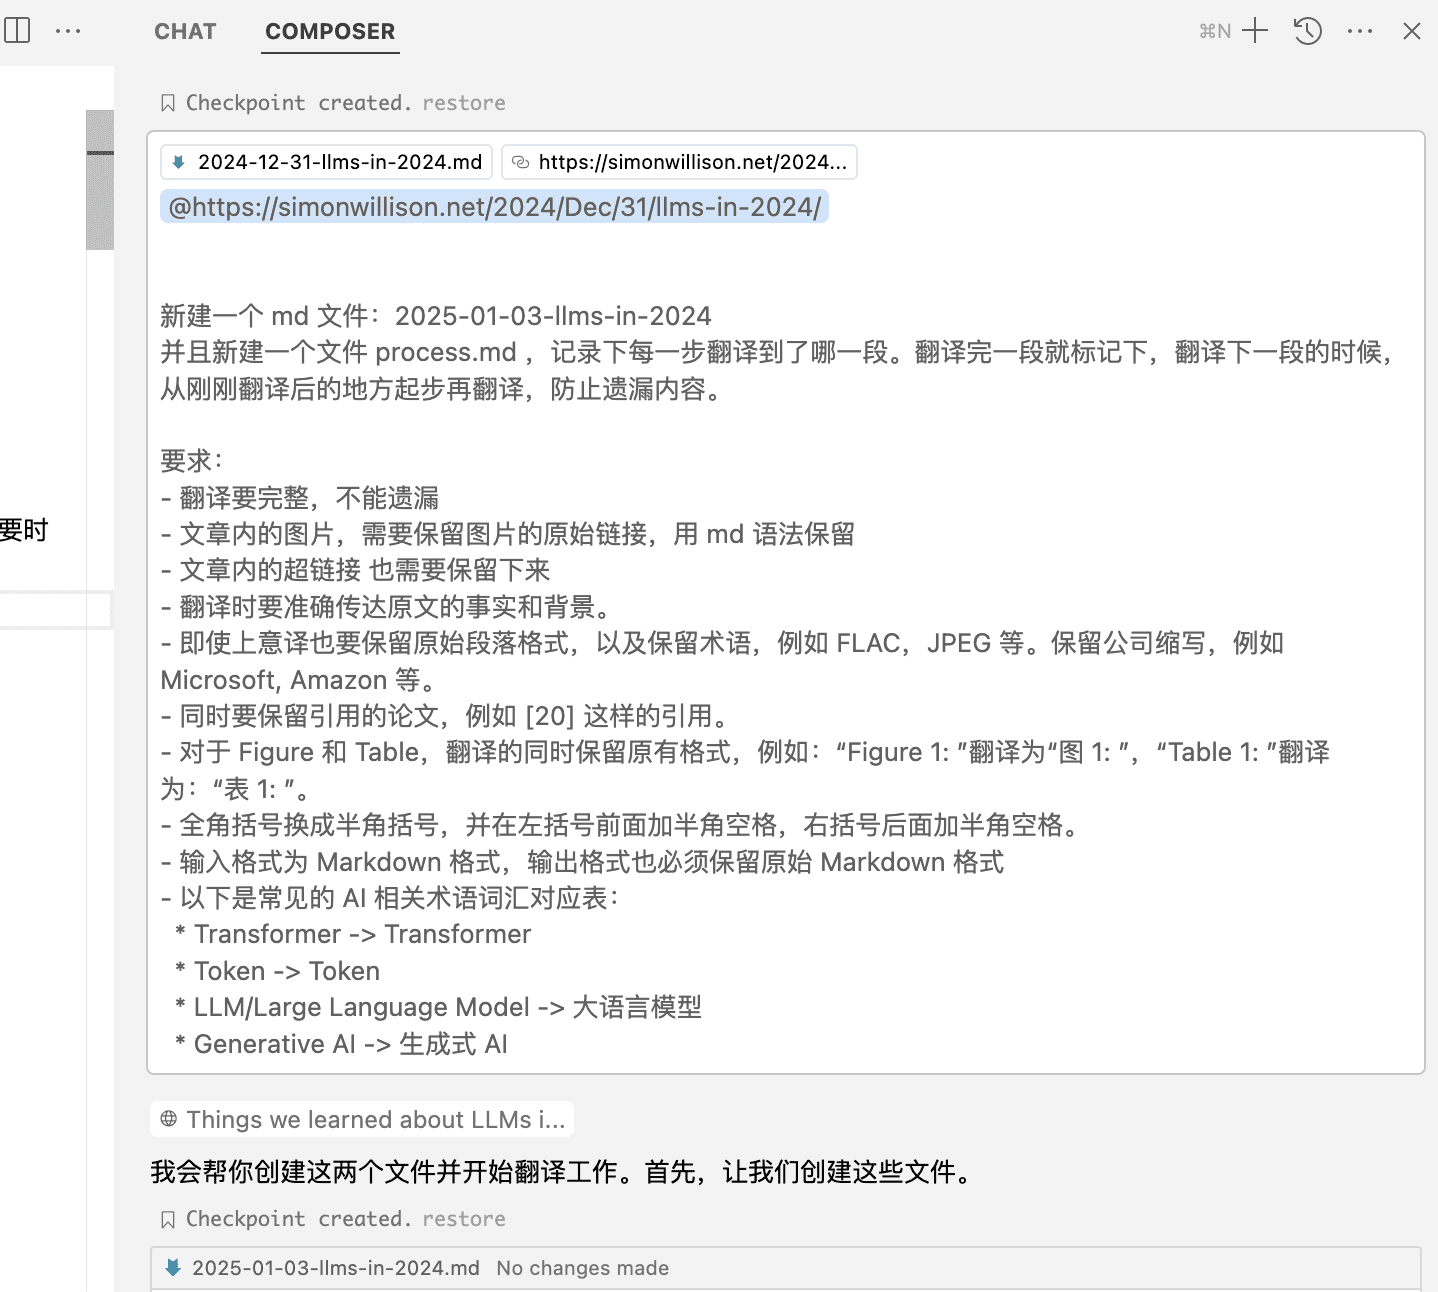 CHAT
COMPOSER
⌘N
Checkpoint created. restore
2024-12-31-llms-in-2024.md
https://simonwillison.net/2024...
@https://simonwillison.net/2024/Dec/31/llms-in-2024/
新建一个 md 文件：2025-01-03-llms-in-2024
并且新建一个文件 process.md ，记录下每一步翻译到了哪一段。翻译完一段就标记下，翻译下一段的时候，
从刚刚翻译后的地方起步再翻译，防止遗漏内容。
要求：
- 翻译要完整，不能遗漏
要时
- 文章内的图片，需要保留图片的原始链接，用 md 语法保留
- 文章内的超链接 也需要保留下来
- 翻译时要准确传达原文的事实和背景。
- 即使上意译也要保留原始段落格式，以及保留术语，例如 FLAC，JPEG 等。保留公司缩写，例如
Microsoft, Amazon 等。
- 同时要保留引用的论文，例如 [20] 这样的引用。
- 对于 Figure 和 Table，翻译的同时保留原有格式，例如：“Figure 1: ”翻译为“图 1: ”，“Table 1: ”翻译
为：“表 1: ”。
- 全角括号换成半角括号，并在左括号前面加半角空格，右括号后面加半角空格。
- 输入格式为 Markdown 格式，输出格式也必须保留原始 Markdown 格式
- 以下是常见的 AI 相关术语词汇对应表：
* Transformer -> Transformer
* Token -> Token
* LLM/Large Language Model -> 大语言模型
* Generative AI -> 生成式 AI
Things we learned about LLMs i...
我会帮你创建这两个文件并开始翻译工作。首先，让我们创建这些文件。
Checkpoint created. restore
2025-01-03-llms-in-2024.md No changes made